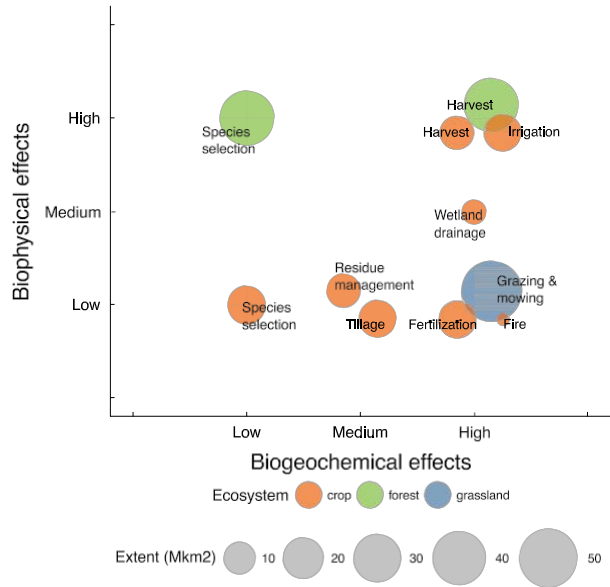 Biophysical effects
High
Medium
Low
Species
selection
Harvest
Harvest
Irrigation
Wetland
drainage
Residue
management
Grazing &
mowing
Species
selection
Tillage
Fertilization
Fire
Low
Medium
High
Biogeochemical effects
Ecosystem crop forest grassland
Extent (Mkm2) 10 20 30 40 50